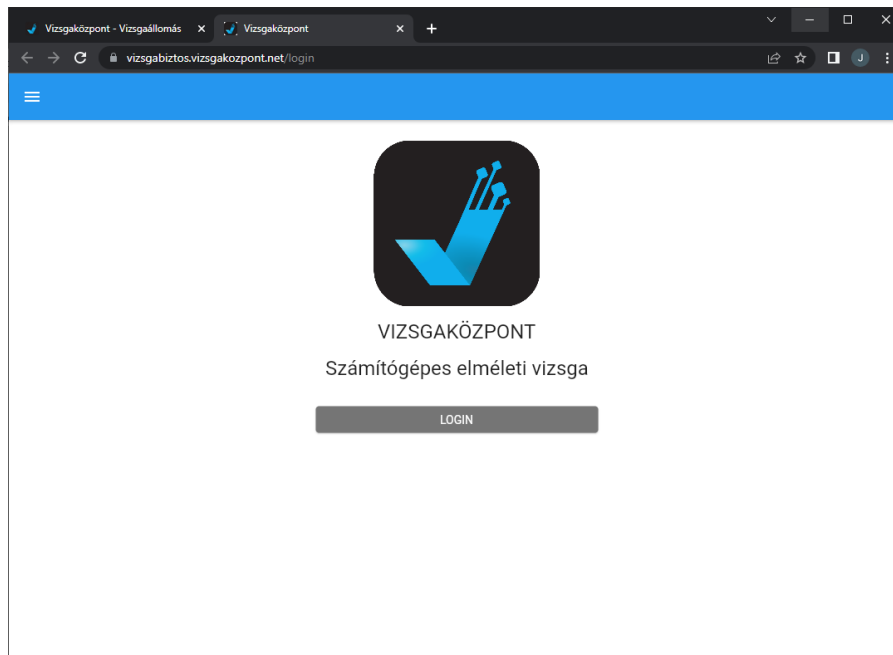 Vizsgaközpont - Vizsgaállomás
Vizsgaközpont
vizsgabiztos.vizsgakozpont.net/login
J
VIZSGAKÖZPONT
Számítógépes elméleti vizsga
LOGIN